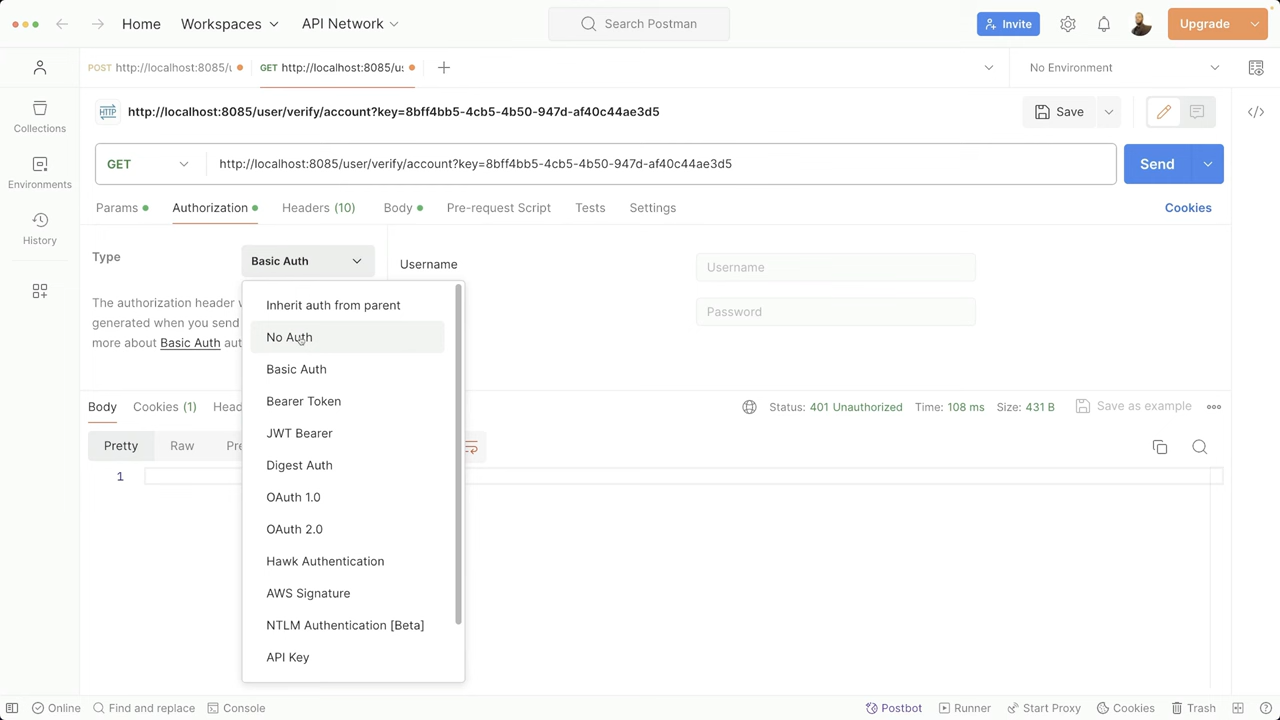 Home Workspaces API Network Search Postman Invite Upgrade
POST http://localhost:8085/u GET http://localhost:8085/us No Environment
HTTP http://localhost:8085/user/verify/account?key=8bff4bb5-4cb5-4b50-947d-af40c44ae3d5 Save
Collections
GET http://localhost:8085/user/verify/account?key=8bff4bb5-4cb5-4b50-947d-af40c44ae3d5 Send
Environments
Params Authorization Headers (10) Body Pre-request Script Tests Settings Cookies
History
Type Basic Auth Username Username
The authorization header
generated when you send
more about Basic Auth aut
Password
Inherit auth from parent
No Auth
Basic Auth
Bearer Token
JWT Bearer
Digest Auth
OAuth 1.0
OAuth 2.0
Hawk Authentication
AWS Signature
NTLM Authentication [Beta]
API Key
Body Cookies (1) Head Status: 401 Unauthorized Time: 108 ms Size: 431 B Save as example
Pretty Raw Pre
1
Online Find and replace Console Postbot Runner Start Proxy Cookies Trash